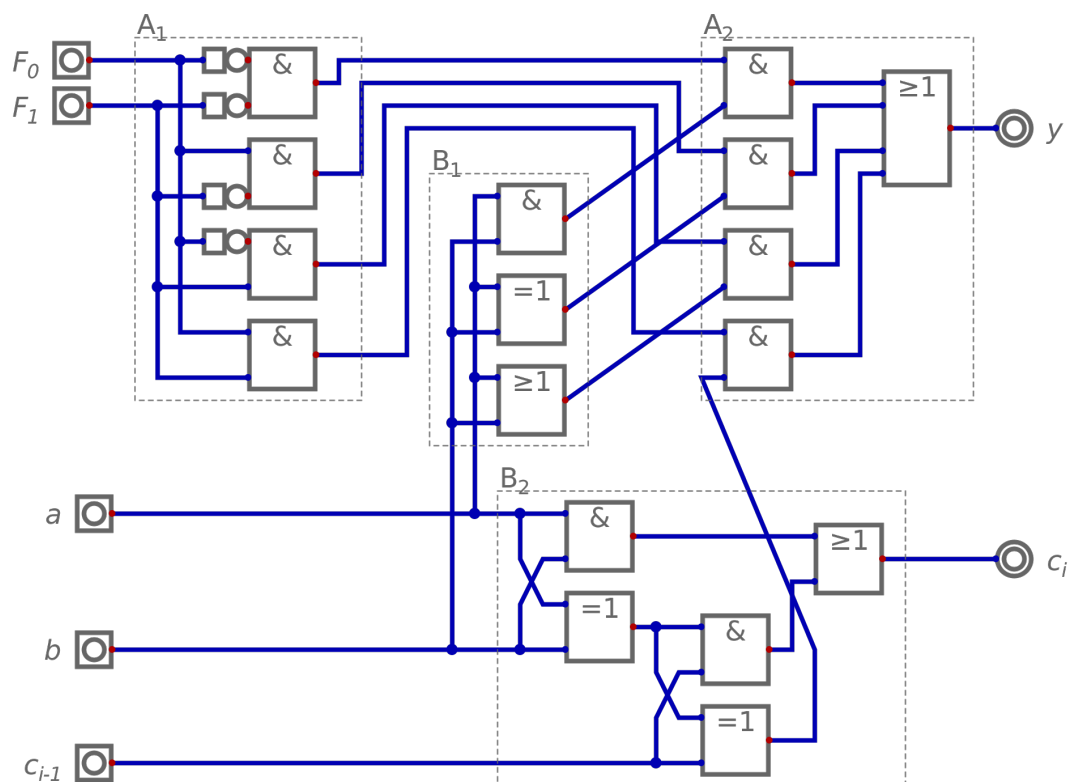 A₁
A₂
F₀
F₁
&
&
&
&
B₁
&
=1
≥1
&
&
&
&
≥1
y
a
b
cᵢ₋₁
B₂
&
=1
&
=1
≥1
cᵢ